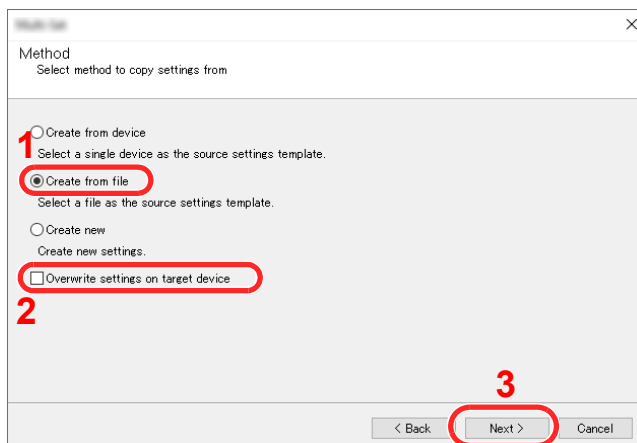 Method
Select method to copy settings from
1
Create from device
Select a single device as the source settings template.
Create from file
Select a file as the source settings template.
Create new
Create new settings.
Overwrite settings on target device
2
3
< Back Next > Cancel